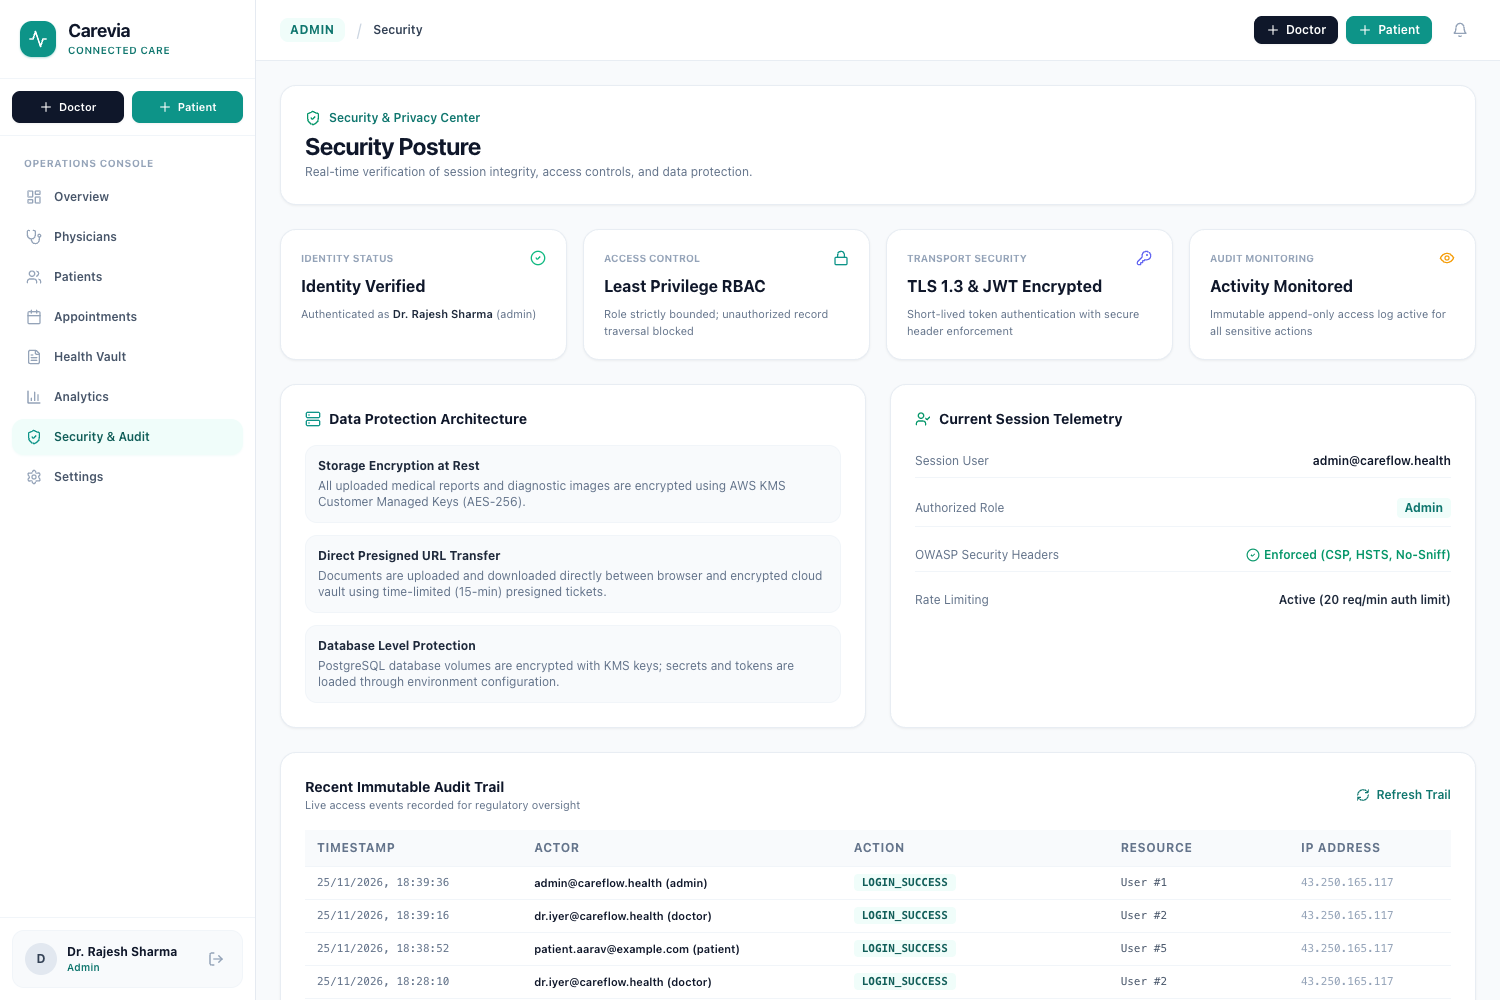 Carevia
CONNECTED CARE
+ Doctor
+ Patient
OPERATIONS CONSOLE
Overview
Physicians
Patients
Appointments
Health Vault
Analytics
Security & Audit
Settings
D
Dr. Rajesh Sharma
Admin
ADMIN / Security
+ Doctor
+ Patient
Security & Privacy Center
Security Posture
Real-time verification of session integrity, access controls, and data protection.
IDENTITY STATUS
Identity Verified
Authenticated as Dr. Rajesh Sharma (admin)
ACCESS CONTROL
Least Privilege RBAC
Role strictly bounded; unauthorized record
traversal blocked
TRANSPORT SECURITY
TLS 1.3 & JWT Encrypted
Short-lived token authentication with secure
header enforcement
AUDIT MONITORING
Activity Monitored
Immutable append-only access log active for
all sensitive actions
Data Protection Architecture
Storage Encryption at Rest
All uploaded medical reports and diagnostic images are encrypted using AWS KMS
Customer Managed Keys (AES-256).
Direct Presigned URL Transfer
Documents are uploaded and downloaded directly between browser and encrypted cloud
vault using time-limited (15-min) presigned tickets.
Database Level Protection
PostgreSQL database volumes are encrypted with KMS keys; secrets and tokens are
loaded through environment configuration.
Current Session Telemetry
Session User admin@careflow.health
Authorized Role Admin
OWASP Security Headers Enforced (CSP, HSTS, No-Sniff)
Rate Limiting Active (20 req/min auth limit)
Recent Immutable Audit Trail
Live access events recorded for regulatory oversight
Refresh Trail
TIMESTAMP ACTOR ACTION RESOURCE IP ADDRESS
25/11/2026, 18:39:36 admin@careflow.health (admin) LOGIN_SUCCESS User #1 43.250.165.117
25/11/2026, 18:39:16 dr.iyer@careflow.health (doctor) LOGIN_SUCCESS User #2 43.250.165.117
25/11/2026, 18:38:52 patient.aarav@example.com (patient) LOGIN_SUCCESS User #5 43.250.165.117
25/11/2026, 18:28:10 dr.iyer@careflow.health (doctor) LOGIN_SUCCESS User #2 43.250.165.117